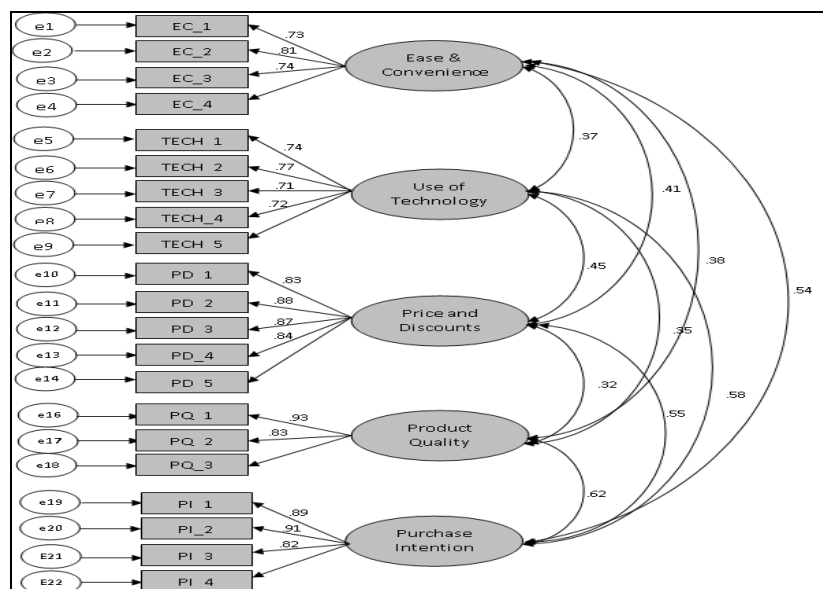 e1
EC_1
.73
e2
EC_2
.81
e3
EC_3
.74
e4
EC_4
Ease &
Convenience
.37
e5
TECH 1
.74
e6
TECH 2
.77
e7
TECH 3
.71
e8
TECH_4
.72
e9
TECH 5
Use of
Technology
.41
.45
.38
.54
e10
PD 1
.83
e11
PD 2
.88
e12
PD 3
.87
e13
PD_4
.84
e14
PD 5
Price and
Discounts
.35
.32
.55
.58
e16
PQ 1
.93
e17
PQ 2
.83
e18
PQ_3
Product
Quality
.62
e19
PI 1
.89
e20
PI_2
.91
E21
PI 3
.82
E22
PI 4
Purchase
Intention